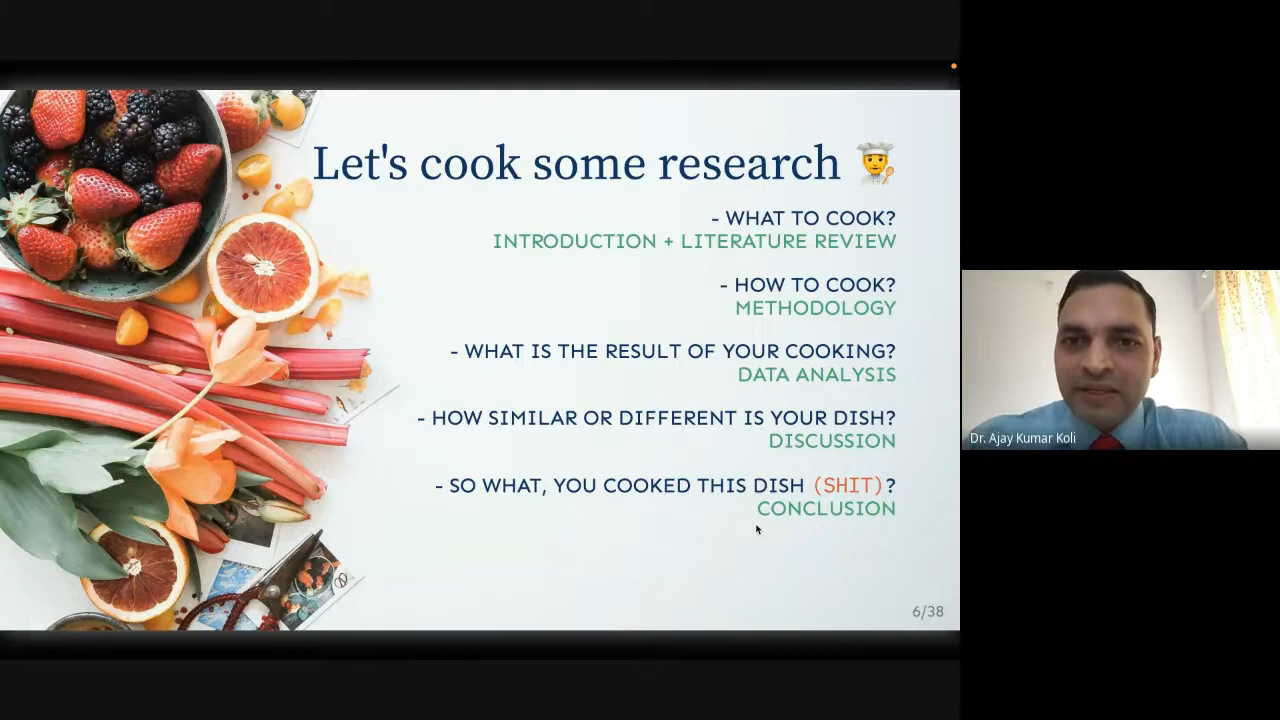 Let's cook some research
- WHAT TO COOK?
INTRODUCTION + LITERATURE REVIEW
- HOW TO COOK?
METHODOLOGY
- WHAT IS THE RESULT OF YOUR COOKING?
DATA ANALYSIS
- HOW SIMILAR OR DIFFERENT IS YOUR DISH?
DISCUSSION
- SO WHAT, YOU COOKED THIS DISH (SHIT)?
CONCLUSION
6/38
Dr. Ajay Kumar Koli